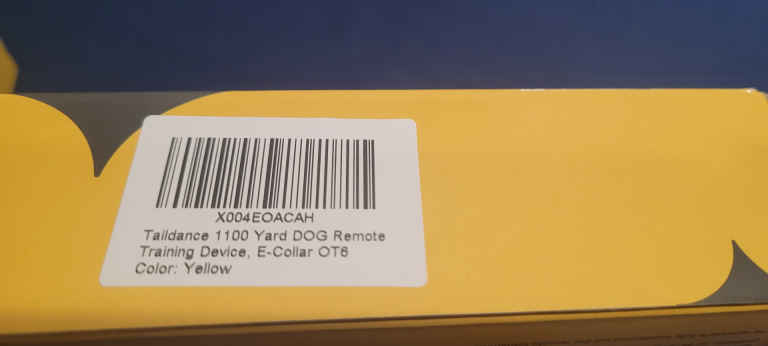 X004EOACAH
Taildance 1100 Yard DOG Remote
Training Device, E-Collar OT6
Color: Yellow